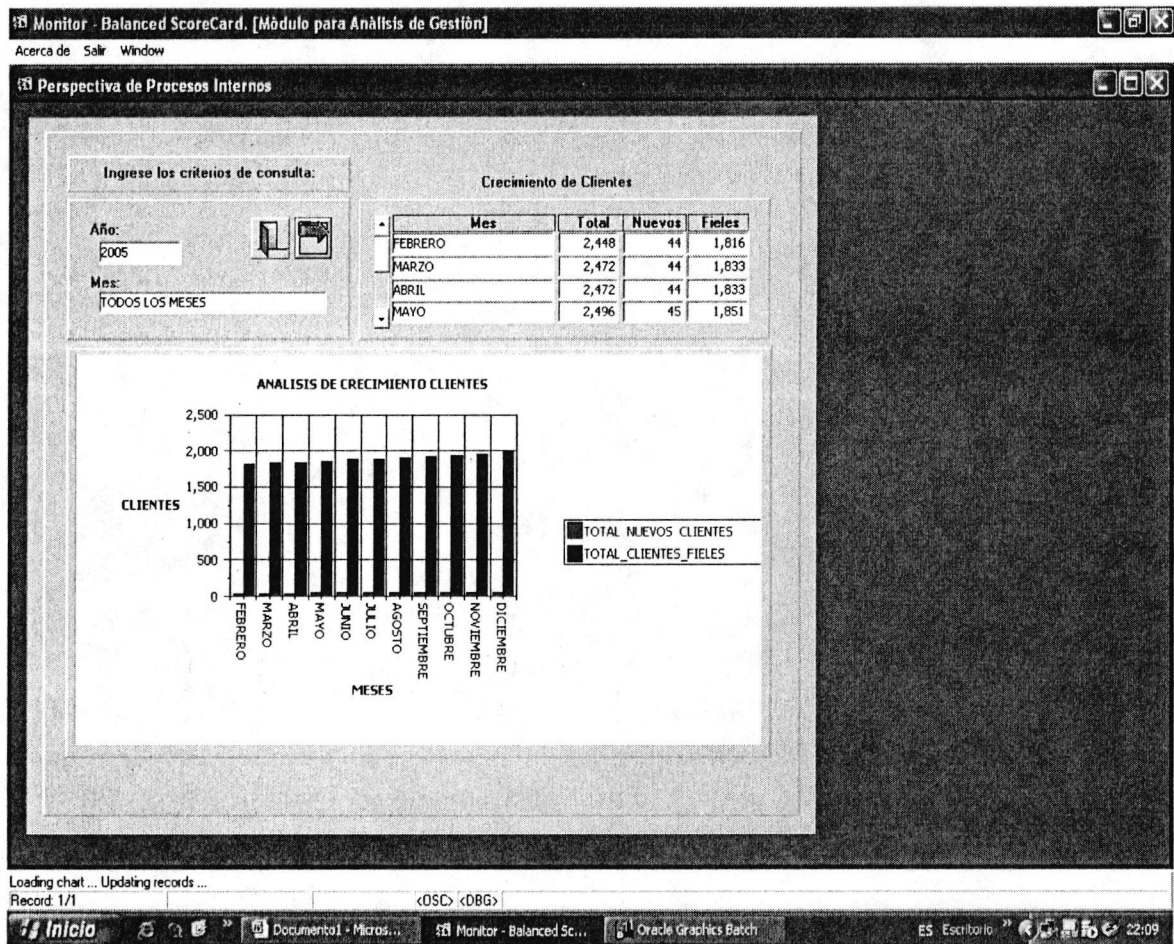 Monitor - Balanced ScoreCard. [Mòdulo para Anàlisis de Gestiòn]
Acerca de Salir Window
Perspectiva de Procesos Internos
Ingrese los criterios de consulta:
Año:
2005
Mes:
TODOS LOS MESES
Crecimiento de Clientes
Mes Total Nuevos Fieles
FEBRERO 2,448 44 1,816
MARZO 2,472 44 1,833
ABRIL 2,472 44 1,833
MAYO 2,496 45 1,851
ANALISIS DE CRECIMIENTO CLIENTES
2,500
2,000
1,500
1,000
500
0
CLIENTES
FEBRERO
MARZO
ABRIL
MAYO
JUNIO
JULIO
AGOSTO
SEPTIEMBRE
OCTUBRE
NOVIEMBRE
DICIEMBRE
MESES
TOTAL NUEVOS CLIENTES
TOTAL_CLIENTES_FIELES
Loading chart ... Updating records ...
Record: 1/1 <OSC> <DBG>
Inicio » Documento1 - Micros... Monitor - Balanced Sc... Oracle Graphics Batch ES Escritorio » 22:09